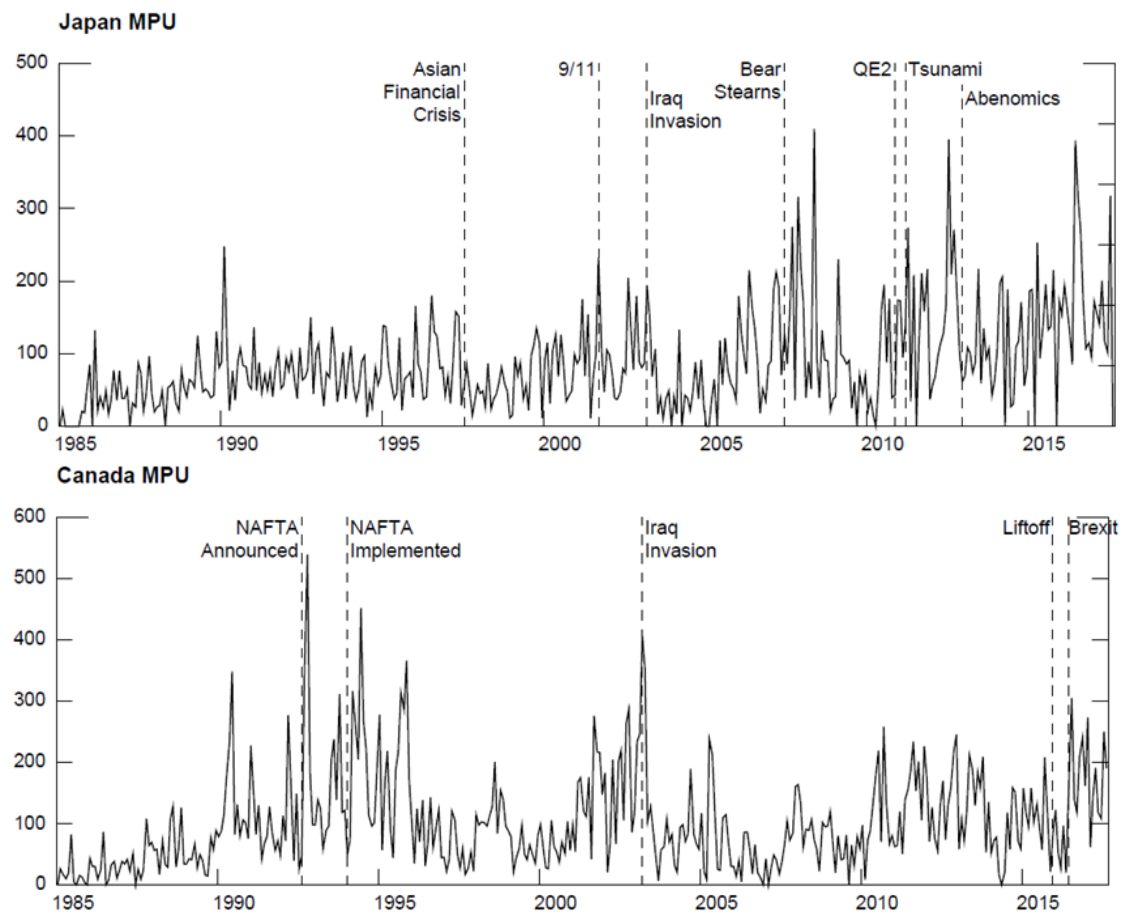 Japan MPU
500
400
300
200
100
0
Asian
Financial
Crisis
9/11
Iraq
Invasion
Bear
Stearns
QE2
Tsunami
Abenomics
1985
1990
1995
2000
2005
2010
2015
Canada MPU
600
500
400
300
200
100
0
NAFTA
Announced
NAFTA
Implemented
Iraq
Invasion
Liftoff
Brexit
1985
1990
1995
2000
2005
2010
2015